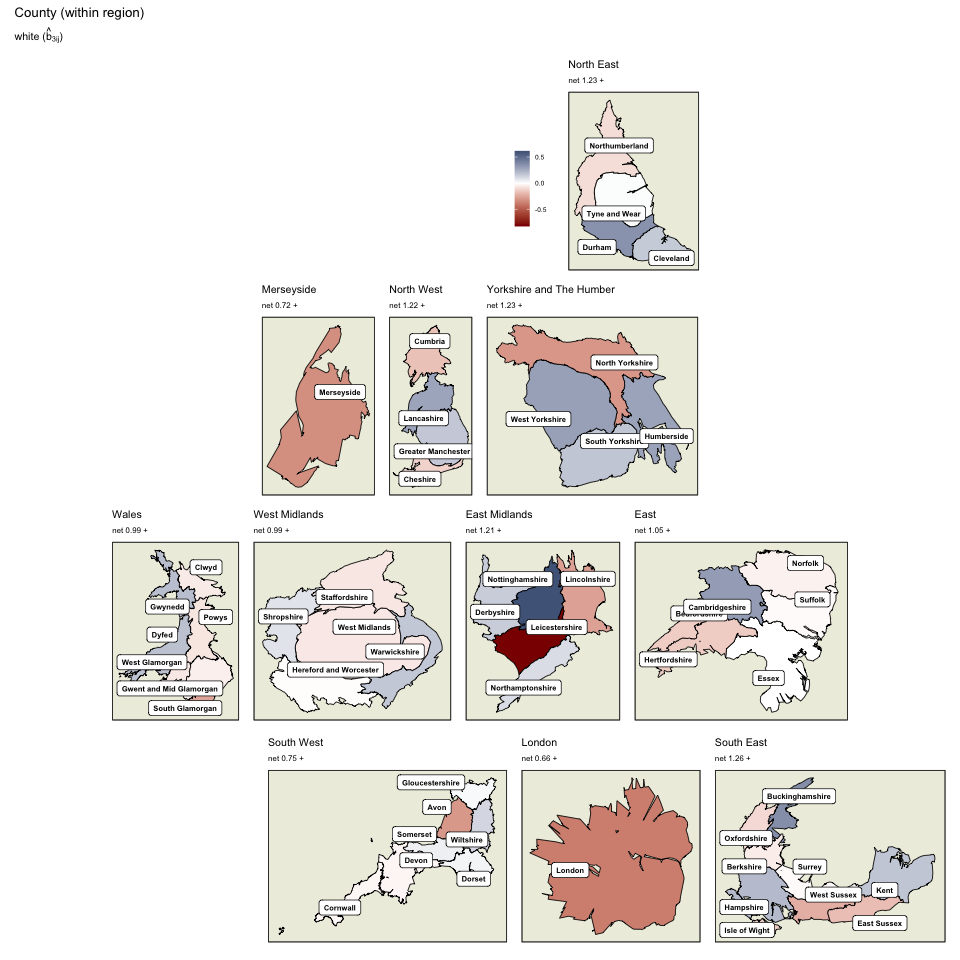 County (within region)
white (b̂3ij)
North East
net 1.23 +
Northumberland
Tyne and Wear
Durham
Cleveland
0.5
0.0
-0.5
Merseyside
net 0.72 +
Merseyside
North West
net 1.22 +
Cumbria
Lancashire
Greater Manchester
Cheshire
Yorkshire and The Humber
net 1.23 +
North Yorkshire
West Yorkshire
South Yorkshire
Humberside
Wales
net 0.99 +
Clwyd
Gwynedd
Powys
Dyfed
West Glamorgan
Gwent and Mid Glamorgan
South Glamorgan
West Midlands
net 0.99 +
Staffordshire
Shropshire
West Midlands
Warwickshire
Hereford and Worcester
East Midlands
net 1.21 +
Nottinghamshire
Lincolnshire
Derbyshire
Leicestershire
Northamptonshire
East
net 1.05 +
Norfolk
Suffolk
Cambridgeshire
Hertfordshire
Essex
South West
net 0.75 +
Gloucestershire
Avon
Somerset
Wiltshire
Devon
Dorset
Cornwall
London
net 0.66 +
London
South East
net 1.26 +
Buckinghamshire
Oxfordshire
Berkshire
Surrey
West Sussex
Kent
Hampshire
East Sussex
Isle of Wight